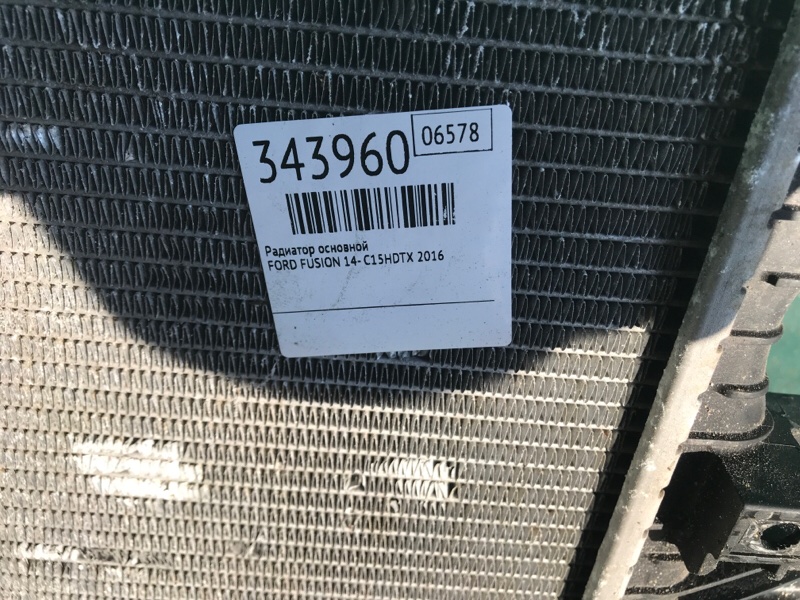 343960
06578
Радиатор основной
FORD FUSION 14- C15HDTX 2016